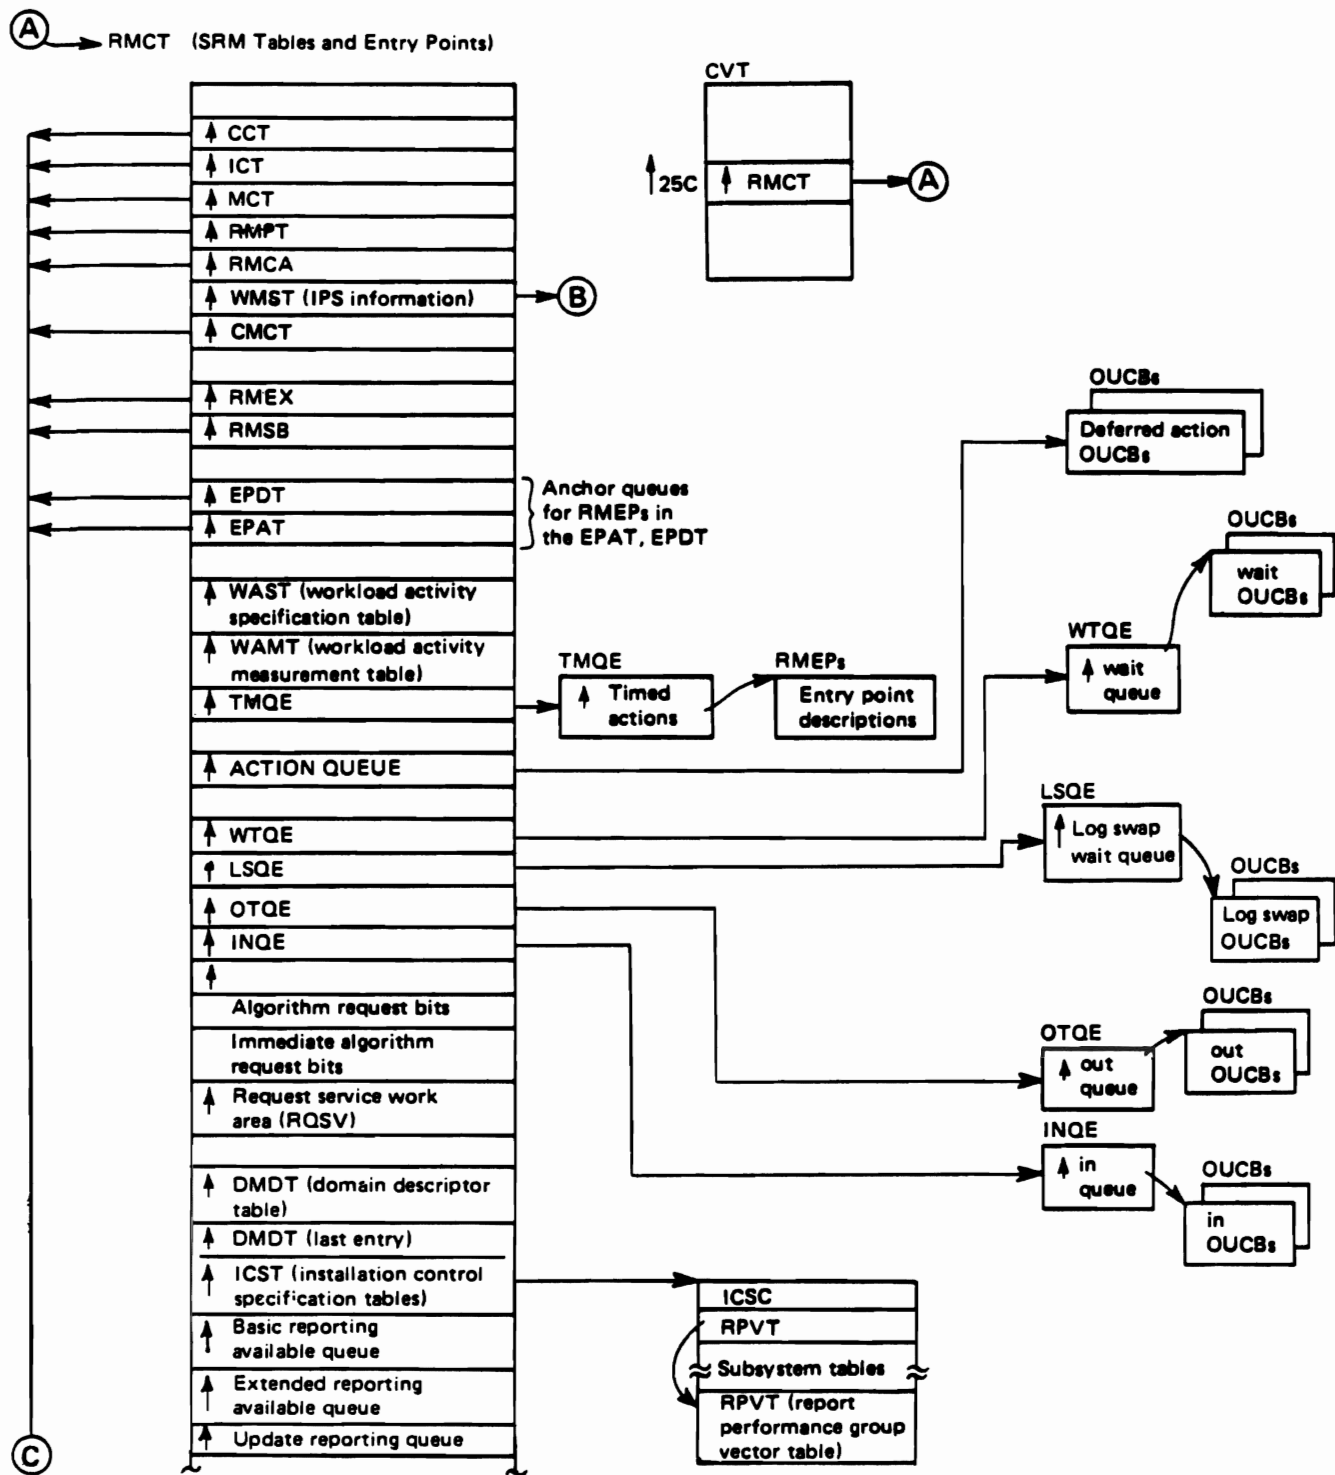 A
RMCT (SRM Tables and Entry Points)
CVT
↑ 25C
↑ RMCT
A
↑ CCT
↑ ICT
↑ MCT
↑ RMPT
↑ RMCA
↑ WMST (IPS information)
B
↑ CMCT
↑ RMEX
↑ RMSB
↑ EPDT
↑ EPAT
Anchor queues
for RMEPs in
the EPAT, EPDT
↑ WAST (workload activity
specification table)
↑ WAMT (workload activity
measurement table)
↑ TMQE
TMQE
↑ Timed
actions
RMEPs
Entry point
descriptions
↑ ACTION QUEUE
OUCBs
Deferred action
OUCBs
↑ WTQE
WTQE
↑ wait
queue
OUCBs
wait
OUCBs
↑ LSQE
LSQE
↑ Log swap
wait queue
OUCBs
Log swap
OUCBs
↑ OTQE
OTQE
↑ out
queue
OUCBs
out
OUCBs
↑ INQE
INQE
↑ in
queue
OUCBs
in
OUCBs
↑
Algorithm request bits
Immediate algorithm
request bits
↑ Request service work
area (RQSV)
↑ DMDT (domain descriptor
table)
↑ DMDT (last entry)
↑ ICST (installation control
specification tables)
ICSC
RPVT
Subsystem tables
RPVT (report
performance group
vector table)
↑ Basic reporting
available queue
↑ Extended reporting
available queue
↑ Update reporting queue
C